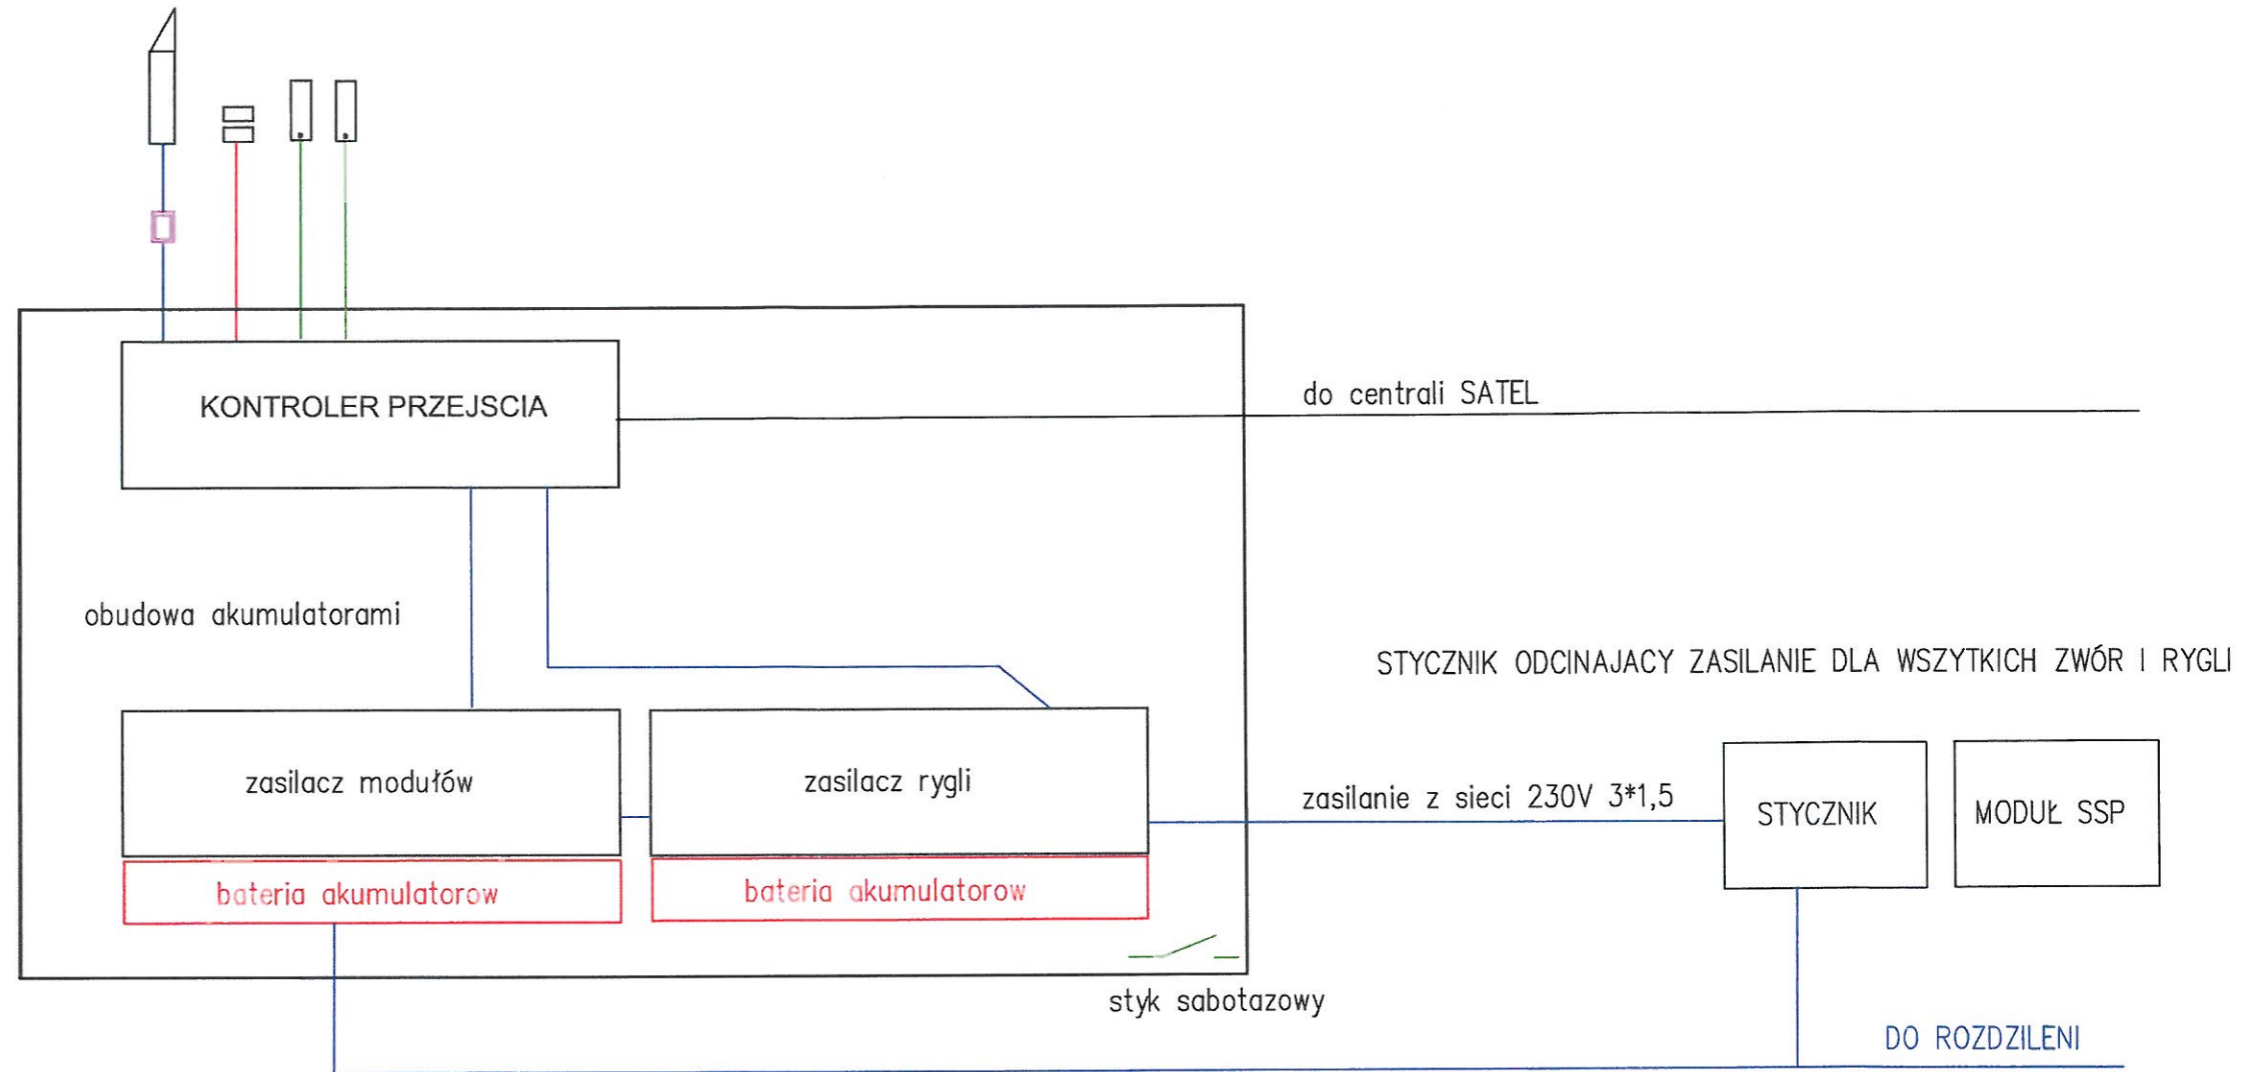 KONTROLER PRZEJSCIA
do centrali SATEL
obudowa akumulatorami
STYCZNIK ODCINAJACY ZASILANIE DLA WSZYTKICH ZWÓR I RYGLI
zasilacz modułów
zasilacz rygli
zasilanie z sieci 230V 3*1,5
STYCZNIK
MODUŁ SSP
bateria akumulatorow
bateria akumulatorow
styk sabotazowy
DO ROZDZILENI